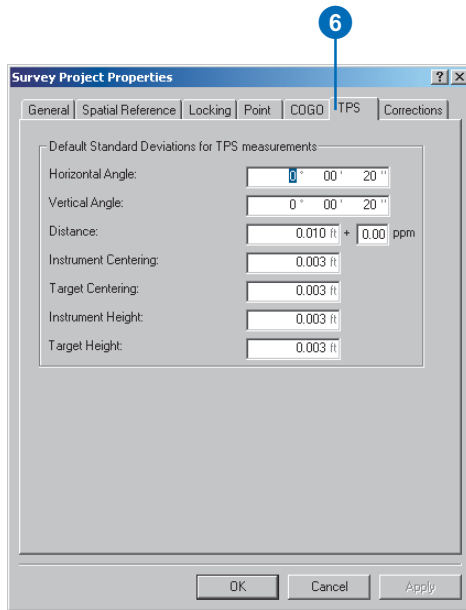 6
Survey Project Properties ? ×
General Spatial Reference Locking Point COGO TPS Corrections
Default Standard Deviations for TPS measurements
Horizontal Angle: 0 ° 00 ' 20 "
Vertical Angle: 0 ° 00 ' 20 "
Distance: 0.010 ft + 0.00 ppm
Instrument Centering: 0.003 ft
Target Centering: 0.003 ft
Instrument Height: 0.003 ft
Target Height: 0.003 ft
OK Cancel Apply